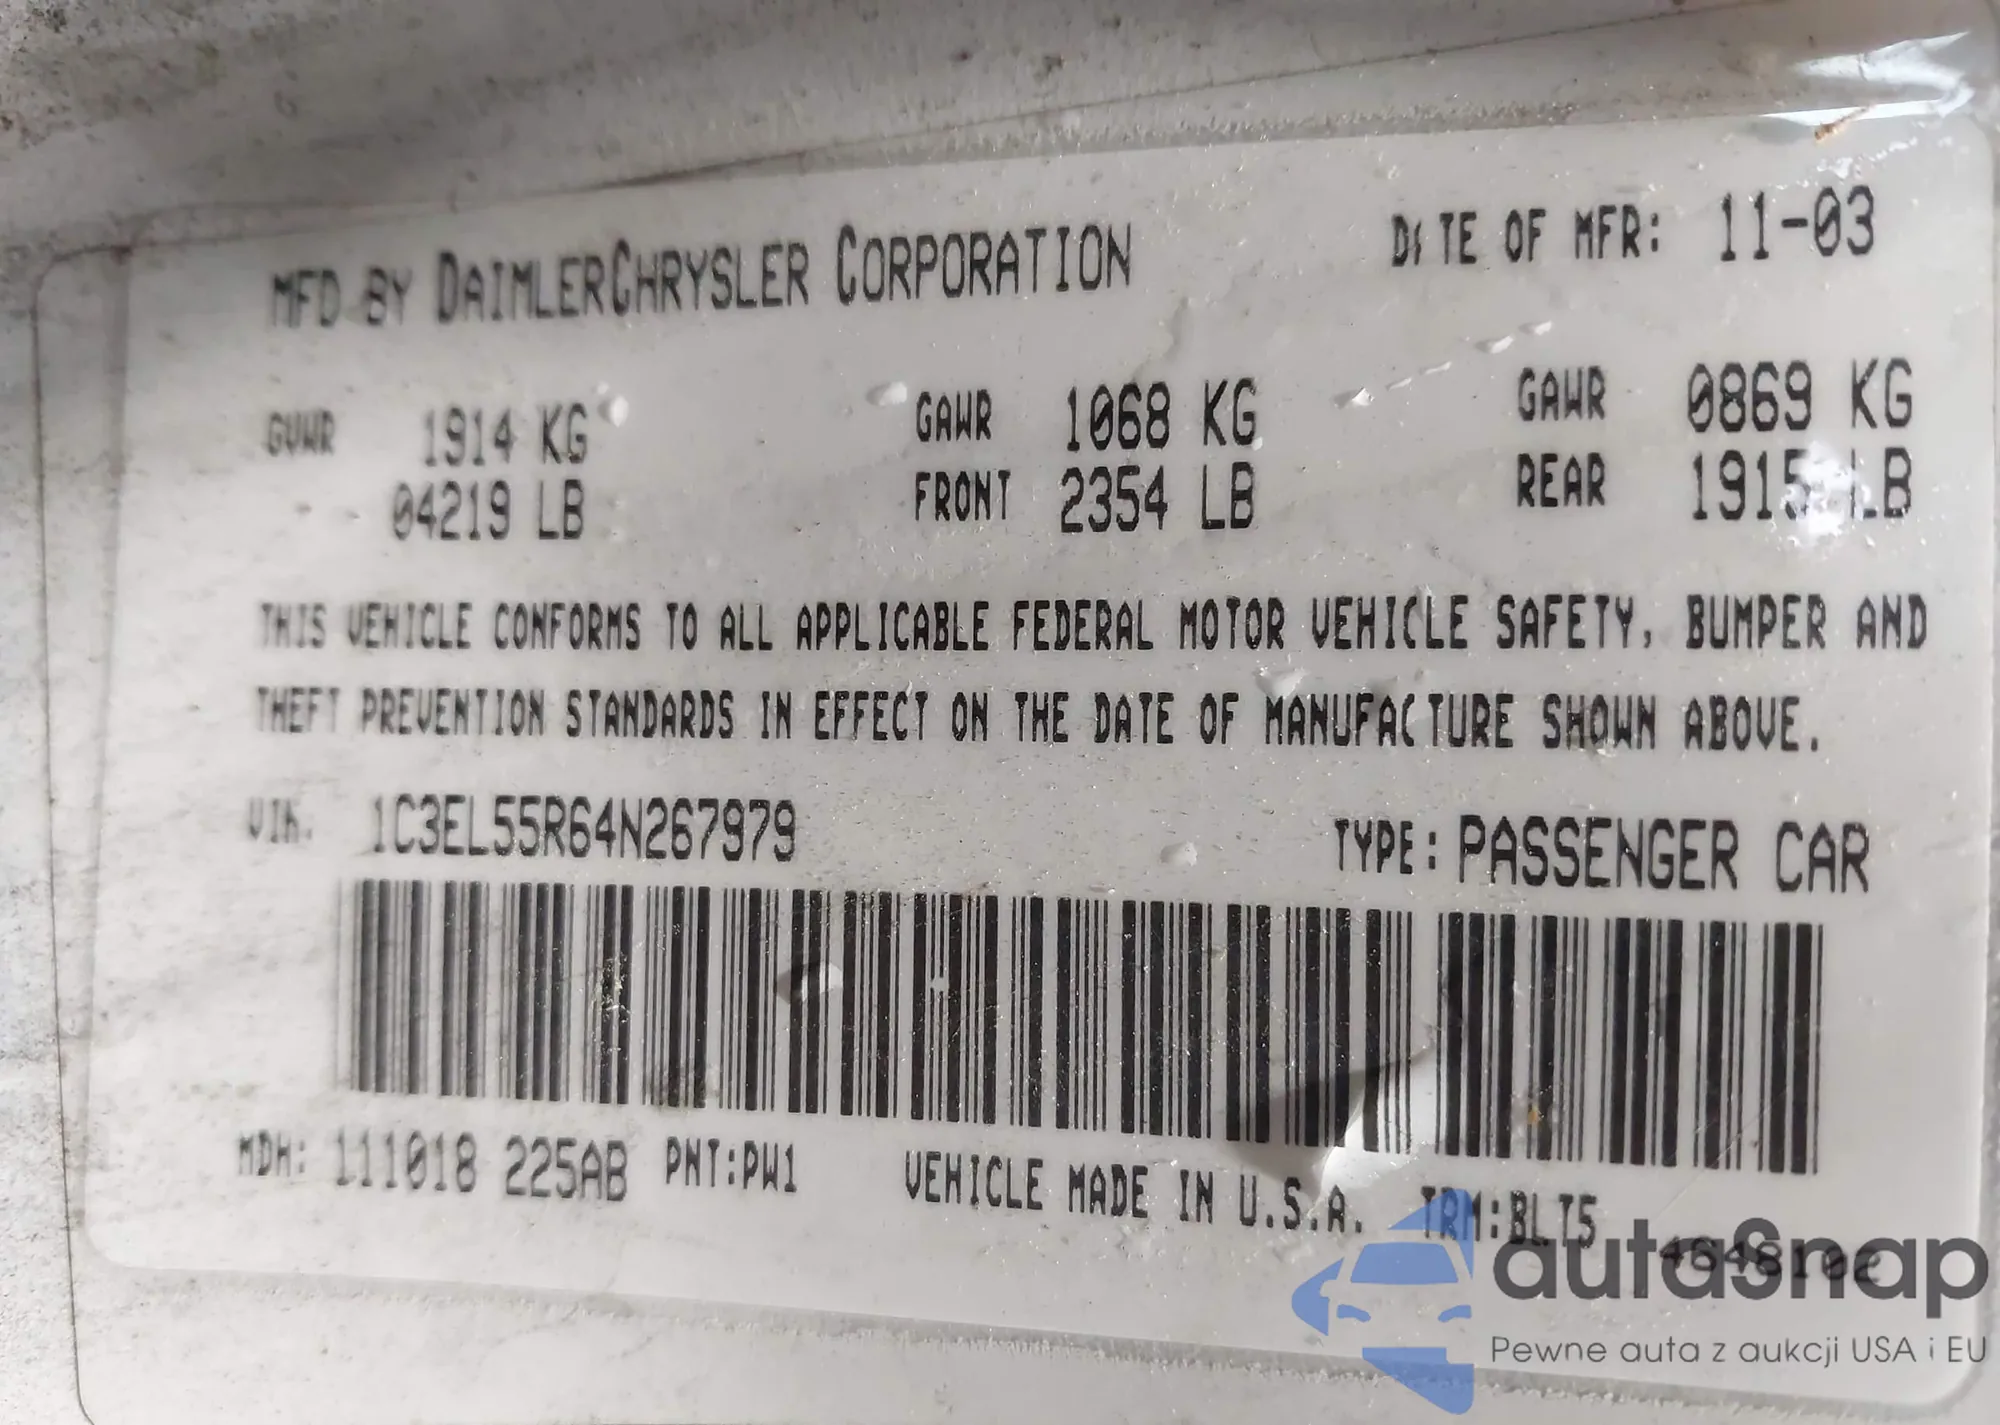 MFD BY DAIMLERCHRYSLER CORPORATION DATE OF MFR: 11-03
GVWR 1914 KG GAWR 1068 KG GAWR 0869 KG
04219 LB FRONT 2354 LB REAR 1915 LB
THIS VEHICLE CONFORMS TO ALL APPLICABLE FEDERAL MOTOR VEHICLE SAFETY, BUMPER AND
THEFT PREVENTION STANDARDS IN EFFECT ON THE DATE OF MANUFACTURE SHOWN ABOVE.
VIN: 1C3EL55R64N267979 TYPE: PASSENGER CAR
MDH: 111018 225AB PNT:PW1 VEHICLE MADE IN U.S.A. TRM:BLT5
4648102
autaSnap
Pewne auta z aukcji USA i EU